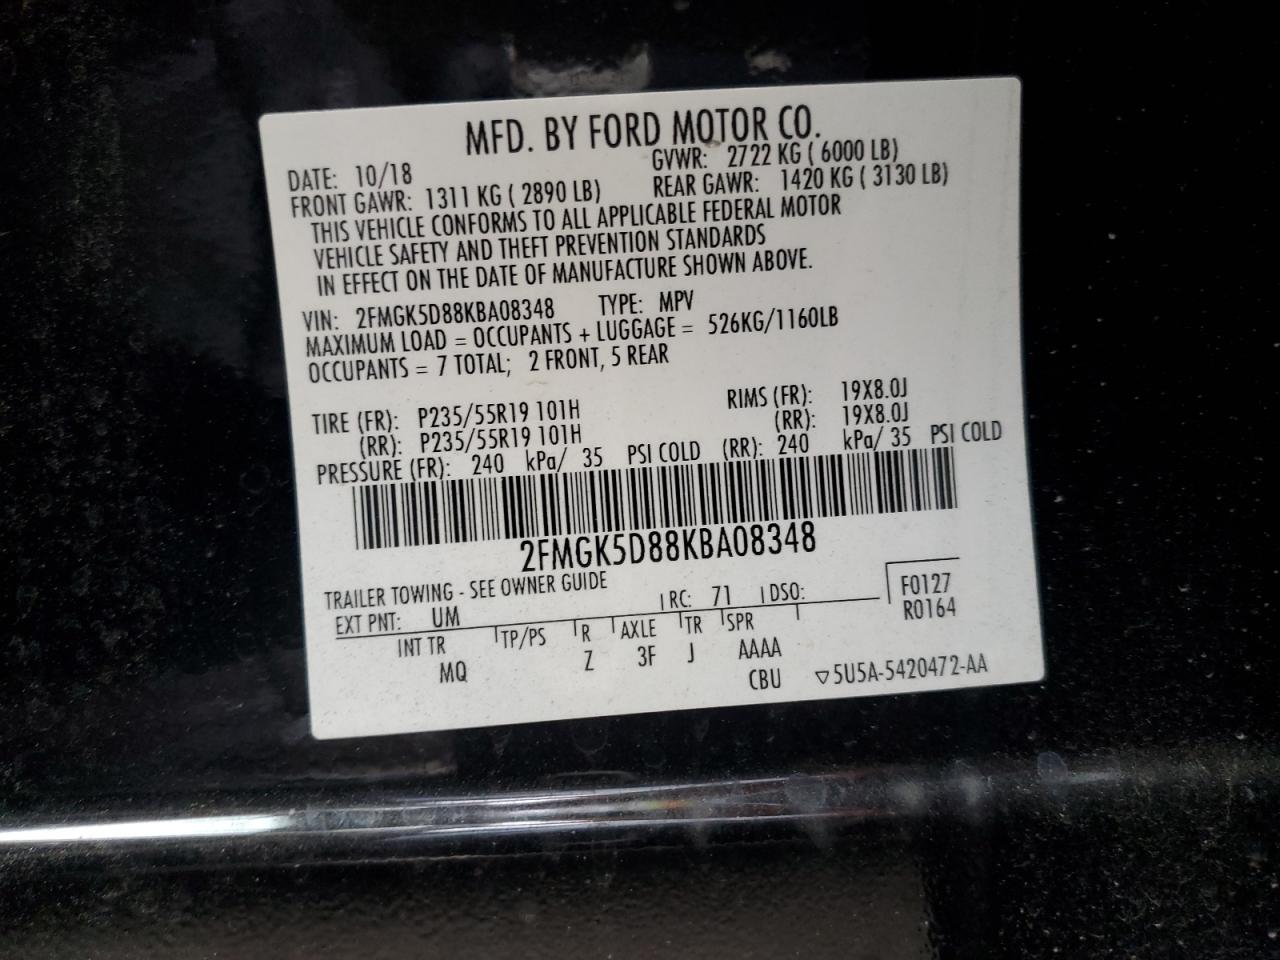 MFD. BY FORD MOTOR CO.
DATE: 10/18 GVWR: 2722 KG ( 6000 LB)
FRONT GAWR: 1311 KG ( 2890 LB) REAR GAWR: 1420 KG ( 3130 LB)
THIS VEHICLE CONFORMS TO ALL APPLICABLE FEDERAL MOTOR
VEHICLE SAFETY AND THEFT PREVENTION STANDARDS
IN EFFECT ON THE DATE OF MANUFACTURE SHOWN ABOVE.
VIN: 2FMGK5D88KBA08348 TYPE: MPV
MAXIMUM LOAD = OCCUPANTS + LUGGAGE = 526KG/1160LB
OCCUPANTS = 7 TOTAL; 2 FRONT, 5 REAR
TIRE (FR): P235/55R19 101H RIMS (FR): 19X8.0J
(RR): P235/55R19 101H (RR): 19X8.0J
PRESSURE (FR): 240 kPa/ 35 PSI COLD (RR): 240 kPa/ 35 PSI COLD
2FMGK5D88KBA08348
TRAILER TOWING - SEE OWNER GUIDE
EXT PNT: UM RC: 71 DSO: F0127
R0164
INT TR TP/PS R AXLE TR SPR
MQ Z 3F J AAAA
CBU ▽5U5A-5420472-AA